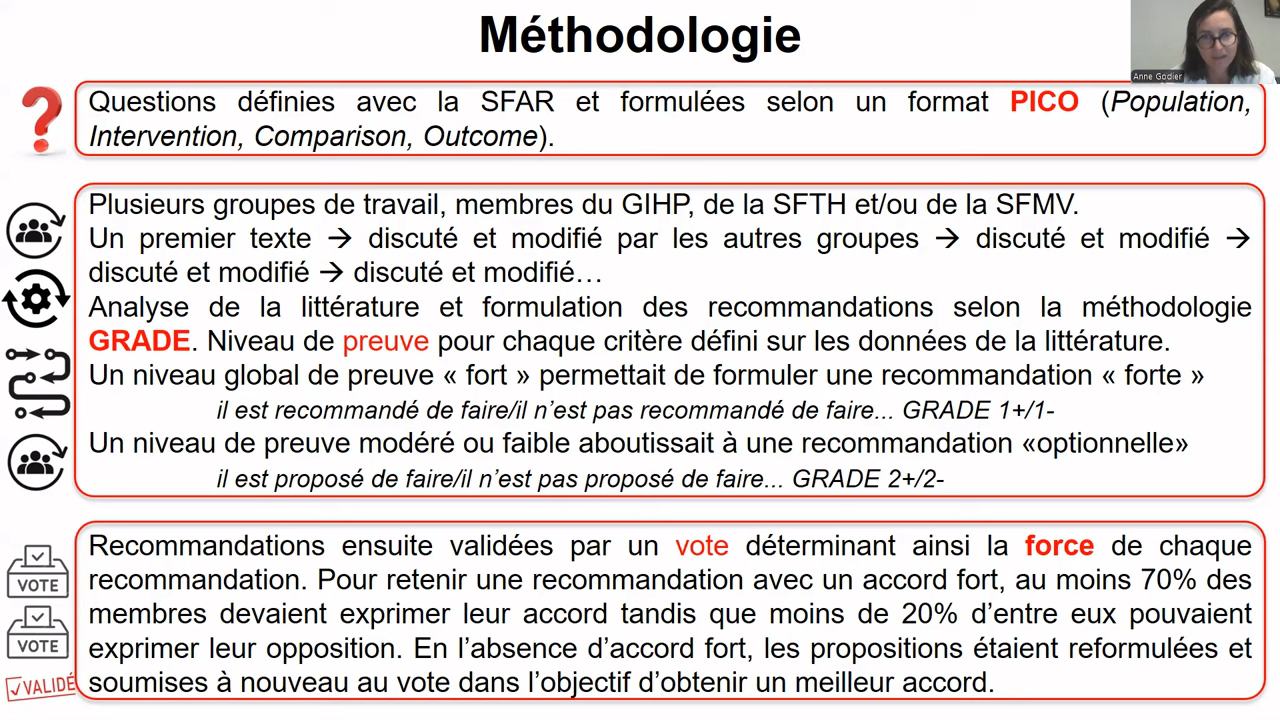 Méthodologie
Anne Godier
Questions définies avec la SFAR et formulées selon un format PICO (Population,
Intervention, Comparison, Outcome).
Plusieurs groupes de travail, membres du GIHP, de la SFTH et/ou de la SFMV.
Un premier texte → discuté et modifié par les autres groupes → discuté et modifié →
discuté et modifié → discuté et modifié…
Analyse de la littérature et formulation des recommandations selon la méthodologie
GRADE. Niveau de preuve pour chaque critère défini sur les données de la littérature.
Un niveau global de preuve « fort » permettait de formuler une recommandation « forte »
il est recommandé de faire/il n’est pas recommandé de faire... GRADE 1+/1-
Un niveau de preuve modéré ou faible aboutissait à une recommandation «optionnelle»
il est proposé de faire/il n’est pas proposé de faire... GRADE 2+/2-
VOTE
VOTE
VALIDÉ
Recommandations ensuite validées par un vote déterminant ainsi la force de chaque
recommandation. Pour retenir une recommandation avec un accord fort, au moins 70% des
membres devaient exprimer leur accord tandis que moins de 20% d’entre eux pouvaient
exprimer leur opposition. En l’absence d’accord fort, les propositions étaient reformulées et
soumises à nouveau au vote dans l’objectif d’obtenir un meilleur accord.